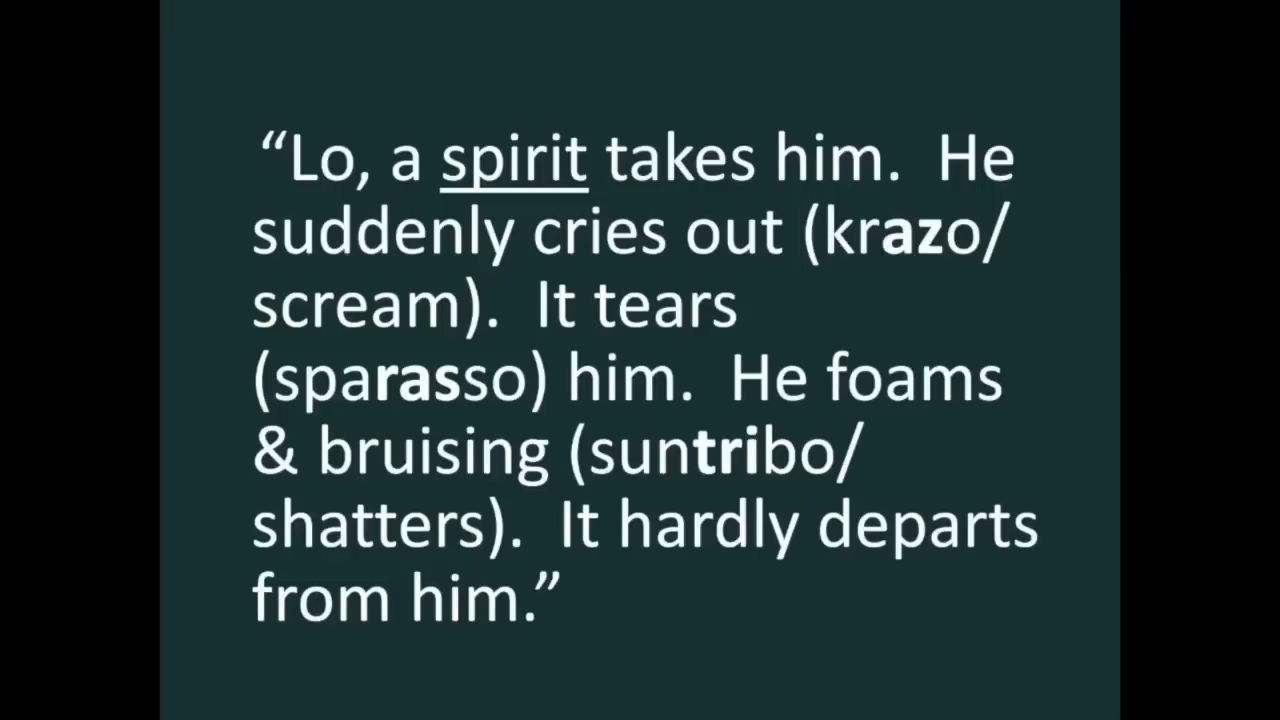 “Lo, a spirit takes him.  He
suddenly cries out (krazo/
scream).  It tears
(sparasso) him.  He foams
& bruising (suntribo/
shatters).  It hardly departs
from him.”